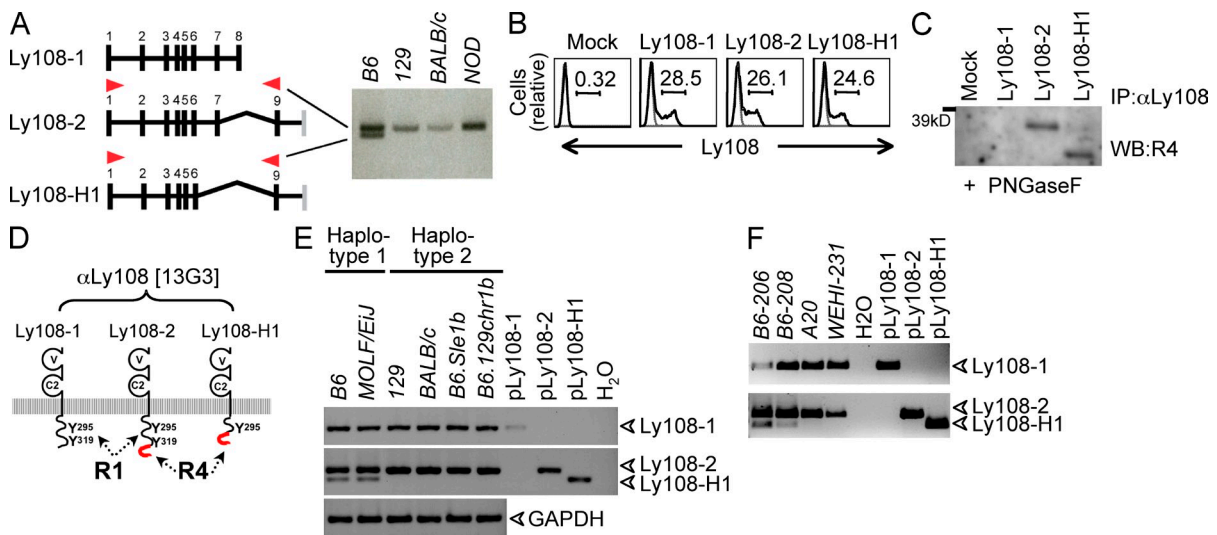 A
Ly108-1
1 2 3 4 5 6 7 8
Ly108-2
1 2 3 4 5 6 7 9
Ly108-H1
1 2 3 4 5 6 9
B6 129 BALB/c NOD
B
Mock Ly108-1 Ly108-2 Ly108-H1
Cells
(relative)
0.32 28.5 26.1 24.6
Ly108
C
Mock Ly108-1 Ly108-2 Ly108-H1
IP:αLy108
39kD
WB:R4
+ PNGaseF
D
αLy108 [13G3]
Ly108-1 Ly108-2 Ly108-H1
V V V
C2 C2 C2
Y295 Y295 Y295
Y319 Y319
R1 R4
E
Haplo-
type 1
Haplo-
type 2
B6 MOLF/EiJ 129 BALB/c B6.Sle1b B6.129chr1b pLy108-1 pLy108-2 pLy108-H1 H2O
Ly108-1
Ly108-2
Ly108-H1
GAPDH
F
B6-206 B6-208 A20 WEHI-231 H2O pLy108-1 pLy108-2 pLy108-H1
Ly108-1
Ly108-2
Ly108-H1